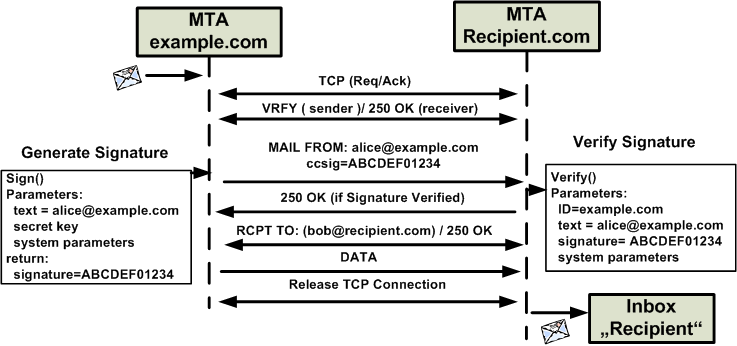 MTA
example.com
MTA
Recipient.com
TCP (Req/Ack)
VRFY ( sender )/ 250 OK (receiver)
MAIL FROM: alice@example.com
ccsig=ABCDEF01234
Generate Signature
Sign()
Parameters:
text = alice@example.com
secret key
system parameters
return:
signature=ABCDEF01234
Verify Signature
Verify()
Parameters:
ID=example.com
text = alice@example.com
signature= ABCDEF01234
system parameters
250 OK (if Signature Verified)
RCPT TO: (bob@recipient.com) / 250 OK
DATA
Release TCP Connection
Inbox
„Recipient“